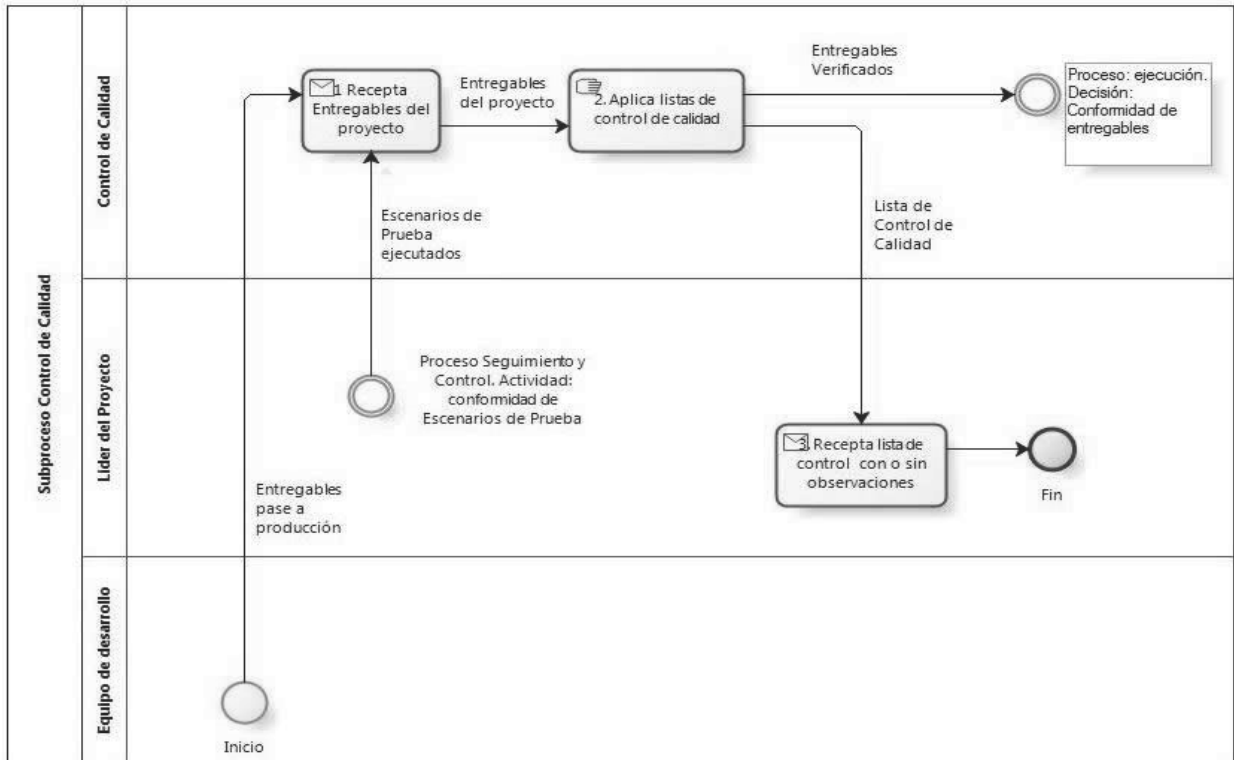 Subproceso Control de Calidad
Control de Calidad
1 Recepta
Entregables del
proyecto
Entregables
del proyecto
2. Aplica listas de
control de calidad
Entregables
Verificados
Proceso: ejecución.
Decisión:
Conformidad de
entregables
Escenarios de
Prueba
ejecutados
Lista de
Control de
Calidad
Lider del Proyecto
Proceso Seguimiento y
Control. Actividad:
conformidad de
Escenarios de Prueba
3. Recepta lista de
control con o sin
observaciones
Fin
Entregables
pase a
producción
Equipo de desarrollo
Inicio